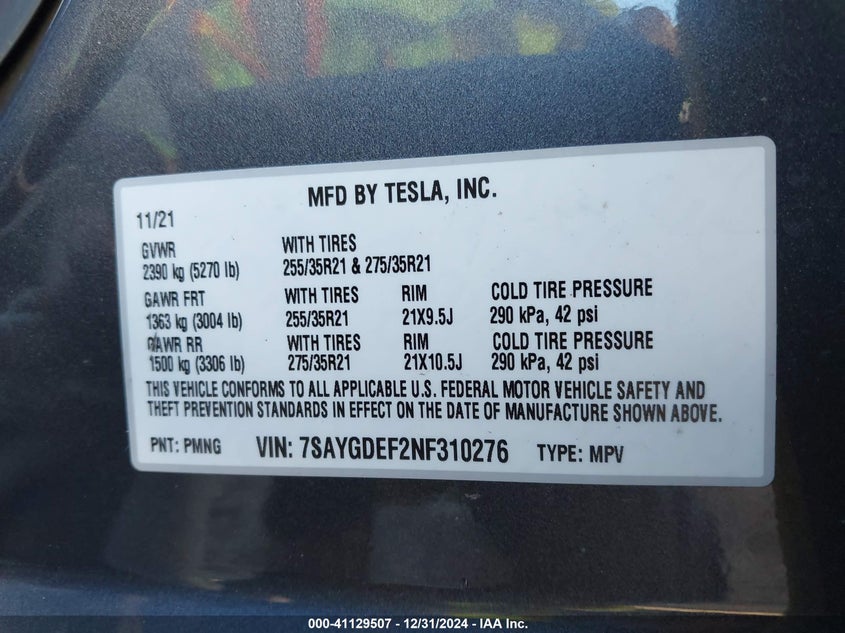 MFD BY TESLA, INC.
11/21
GVWR WITH TIRES
2390 kg (5270 lb) 255/35R21 & 275/35R21
GAWR FRT WITH TIRES RIM COLD TIRE PRESSURE
1363 kg (3004 lb) 255/35R21 21X9.5J 290 kPa, 42 psi
GAWR RR WITH TIRES RIM COLD TIRE PRESSURE
1500 kg (3306 lb) 275/35R21 21X10.5J 290 kPa, 42 psi
THIS VEHICLE CONFORMS TO ALL APPLICABLE U.S. FEDERAL MOTOR VEHICLE SAFETY AND
THEFT PREVENTION STANDARDS IN EFFECT ON THE DATE OF MANUFACTURE SHOWN ABOVE.
PNT: PMNG VIN: 7SAYGDEF2NF310276 TYPE: MPV
000-41129507 - 12/31/2024 - IAA Inc.